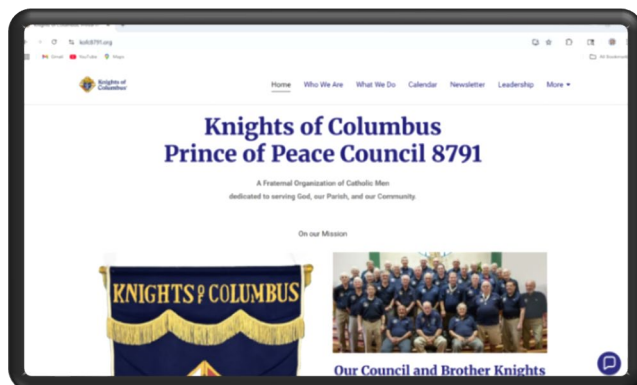 kofc8791.org
Gmail YouTube Maps
All Bookmarks
Knights of
Columbus
Home Who We Are What We Do Calendar Newsletter Leadership More
Knights of Columbus
Prince of Peace Council 8791
A Fraternal Organization of Catholic Men
dedicated to serving God, our Parish, and our Community.
On our Mission
KNIGHTS OF COLUMBUS
Our Council and Brother Knights